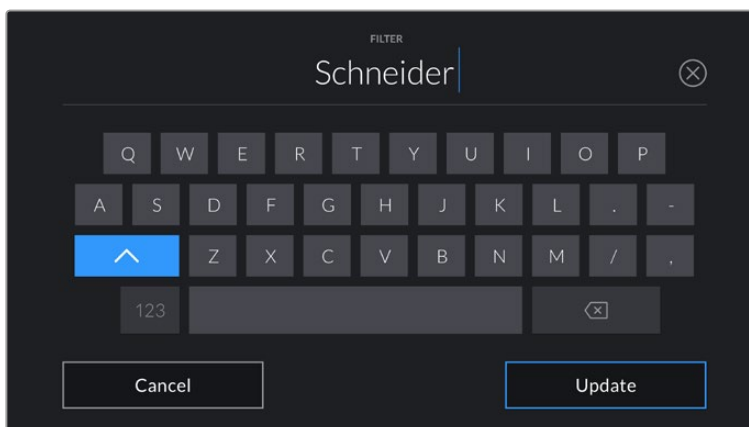 FILTER
Schneider
Q W E R T Y U I O P
A S D F G H J K L . -
Z X C V B N M / ,
123
Cancel Update